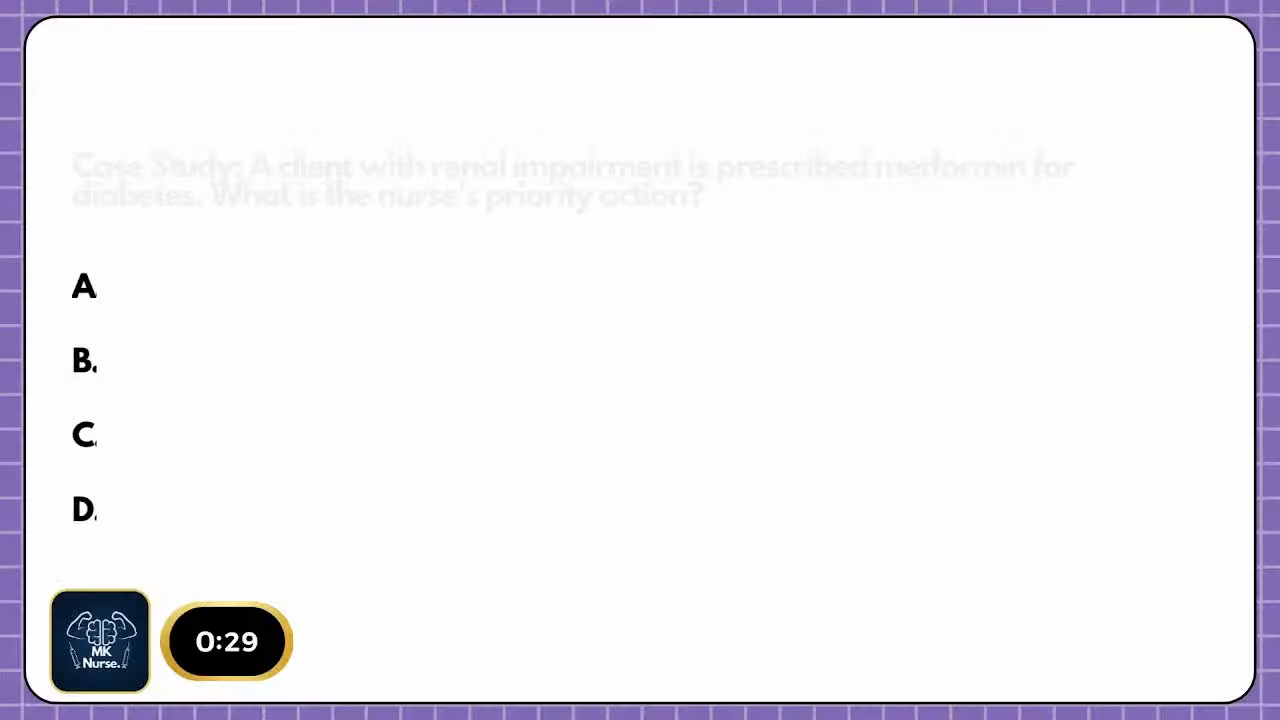 Case Study: A client with renal impairment is prescribed metformin for
diabetes. What is the nurse's priority action?
A.
B.
C.
D.
MK
Nurse.
0:29